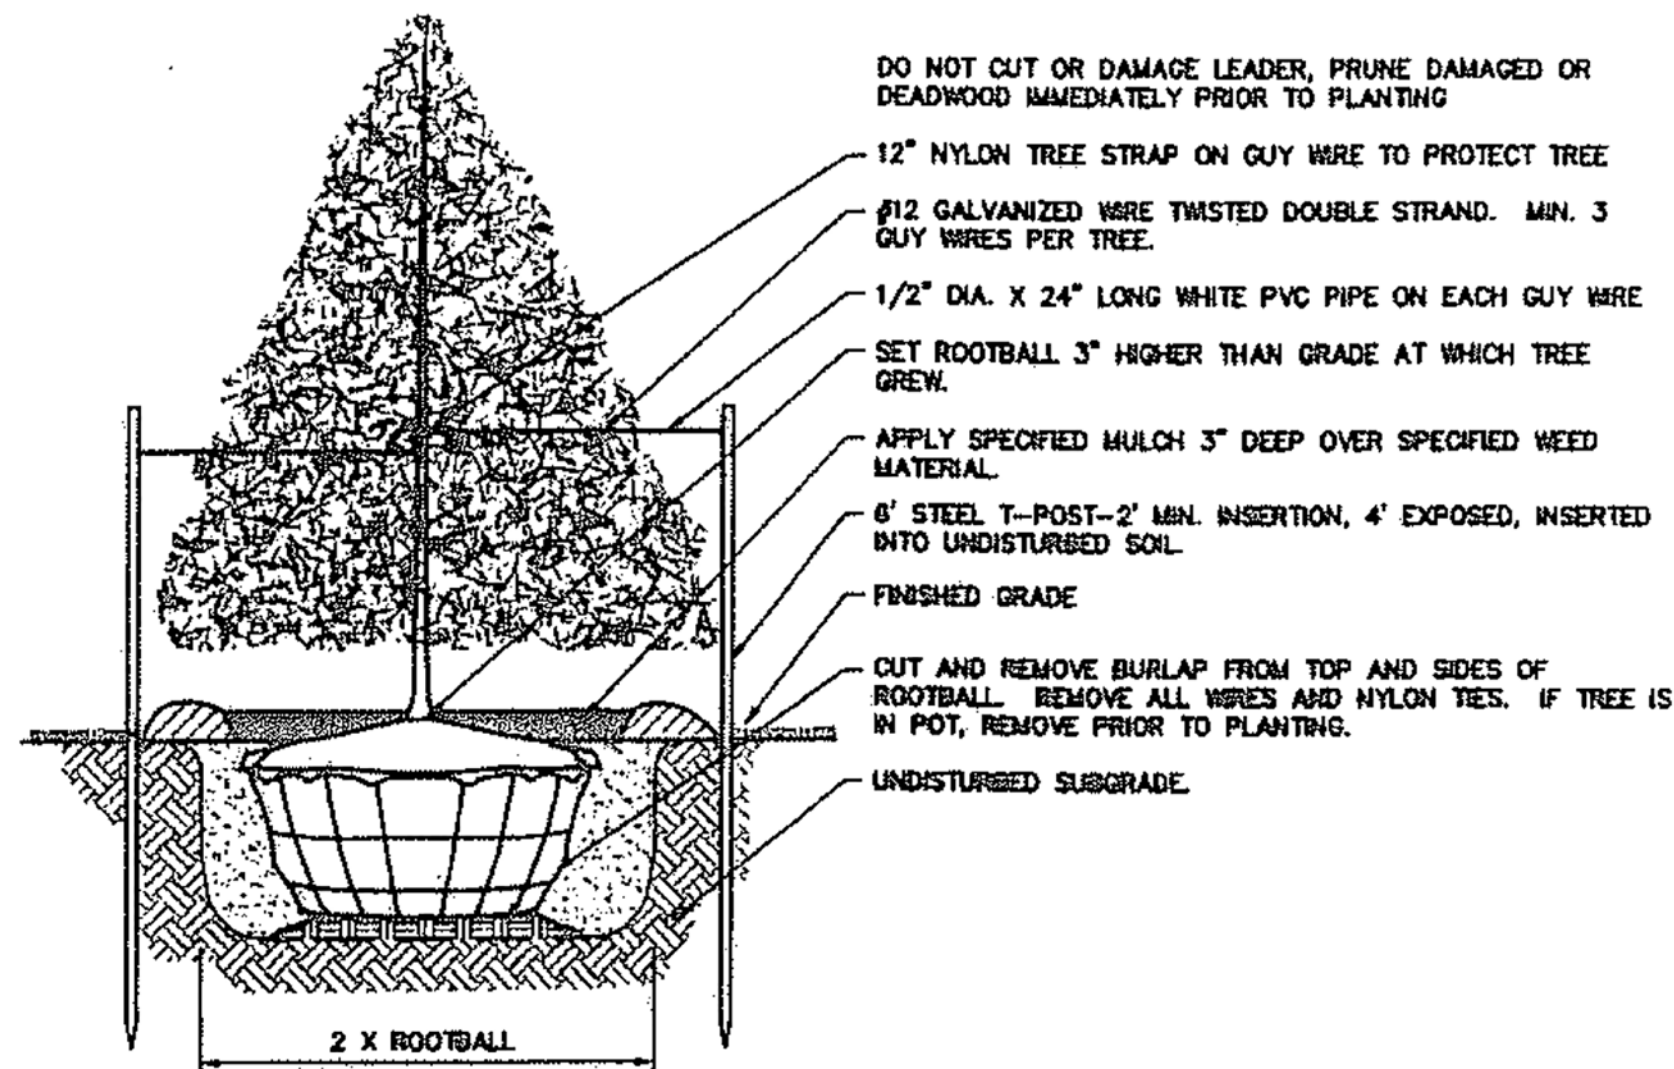 DO NOT CUT OR DAMAGE LEADER, PRUNE DAMAGED OR
DEADWOOD IMMEDIATELY PRIOR TO PLANTING
12" NYLON TREE STRAP ON GUY WIRE TO PROTECT TREE
#12 GALVANIZED WIRE TWISTED DOUBLE STRAND. MIN. 3
GUY WIRES PER TREE.
1/2" DIA. X 24" LONG WHITE PVC PIPE ON EACH GUY WIRE
SET ROOTBALL 3" HIGHER THAN GRADE AT WHICH TREE
GREW.
APPLY SPECIFIED MULCH 3" DEEP OVER SPECIFIED WEED
MATERIAL.
STEEL T-POST-2' MIN. INSERTION, 4' EXPOSED, INSERTED
INTO UNDISTURBED SOIL
FINISHED GRADE
CUT AND REMOVE BURLAP FROM TOP AND SIDES OF
ROOTBALL. REMOVE ALL WIRES AND NYLON TIES. IF TREE IS
IN POT, REMOVE PRIOR TO PLANTING.
UNDISTURBED SUBGRADE.
2 X ROOTBALL